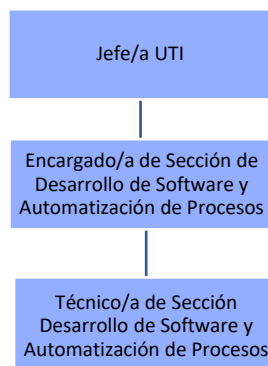 Jefe/a UTI
Encargado/a de Sección de
Desarrollo de Software y
Automatización de Procesos
Técnico/a de Sección
Desarrollo de Software y
Automatización de Procesos